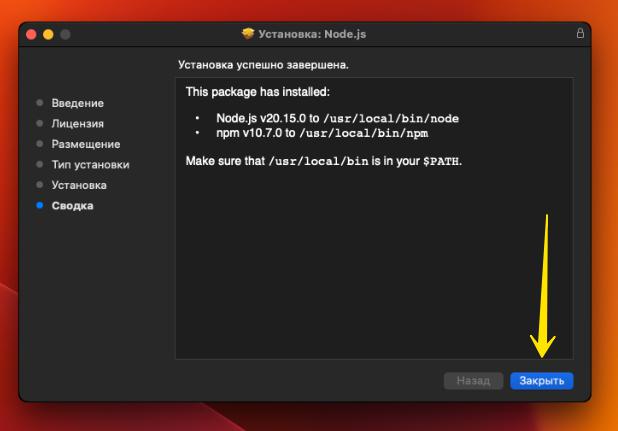 Установка: Node.js
Установка успешно завершена.
Введение
Лицензия
Размещение
Тип установки
Установка
Сводка
This package has installed:
• Node.js v20.15.0 to /usr/local/bin/node
• npm v10.7.0 to /usr/local/bin/npm
Make sure that /usr/local/bin is in your $PATH.
Назад
Закрыть